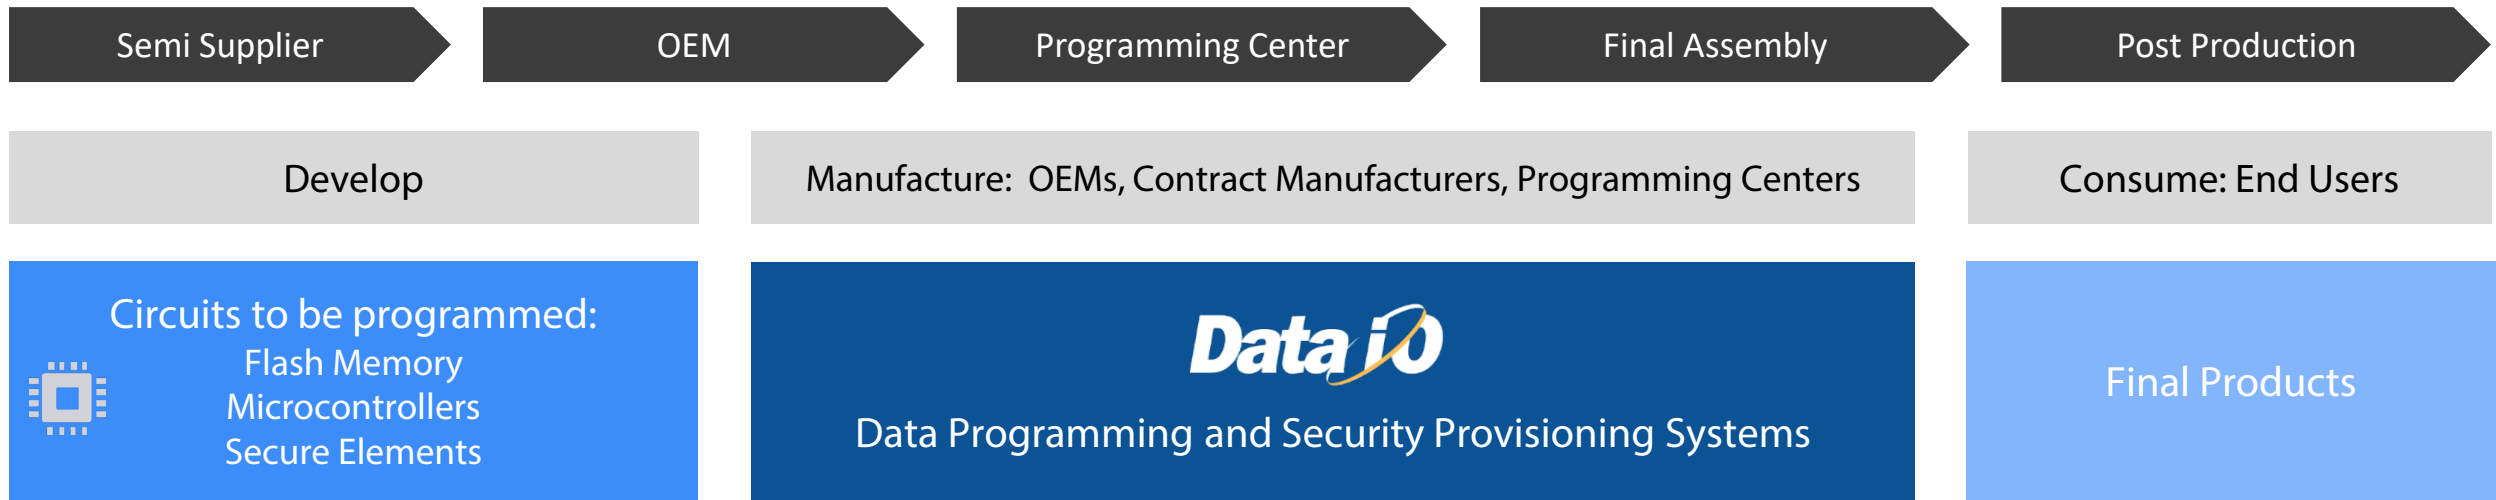 Semi Supplier
OEM
Programming Center
Final Assembly
Post Production
Develop
Manufacture: OEMs, Contract Manufacturers, Programming Centers
Consume: End Users
Circuits to be programmed:
Flash Memory
Microcontrollers
Secure Elements
Data iO
Data Programming and Security Provisioning Systems
Final Products